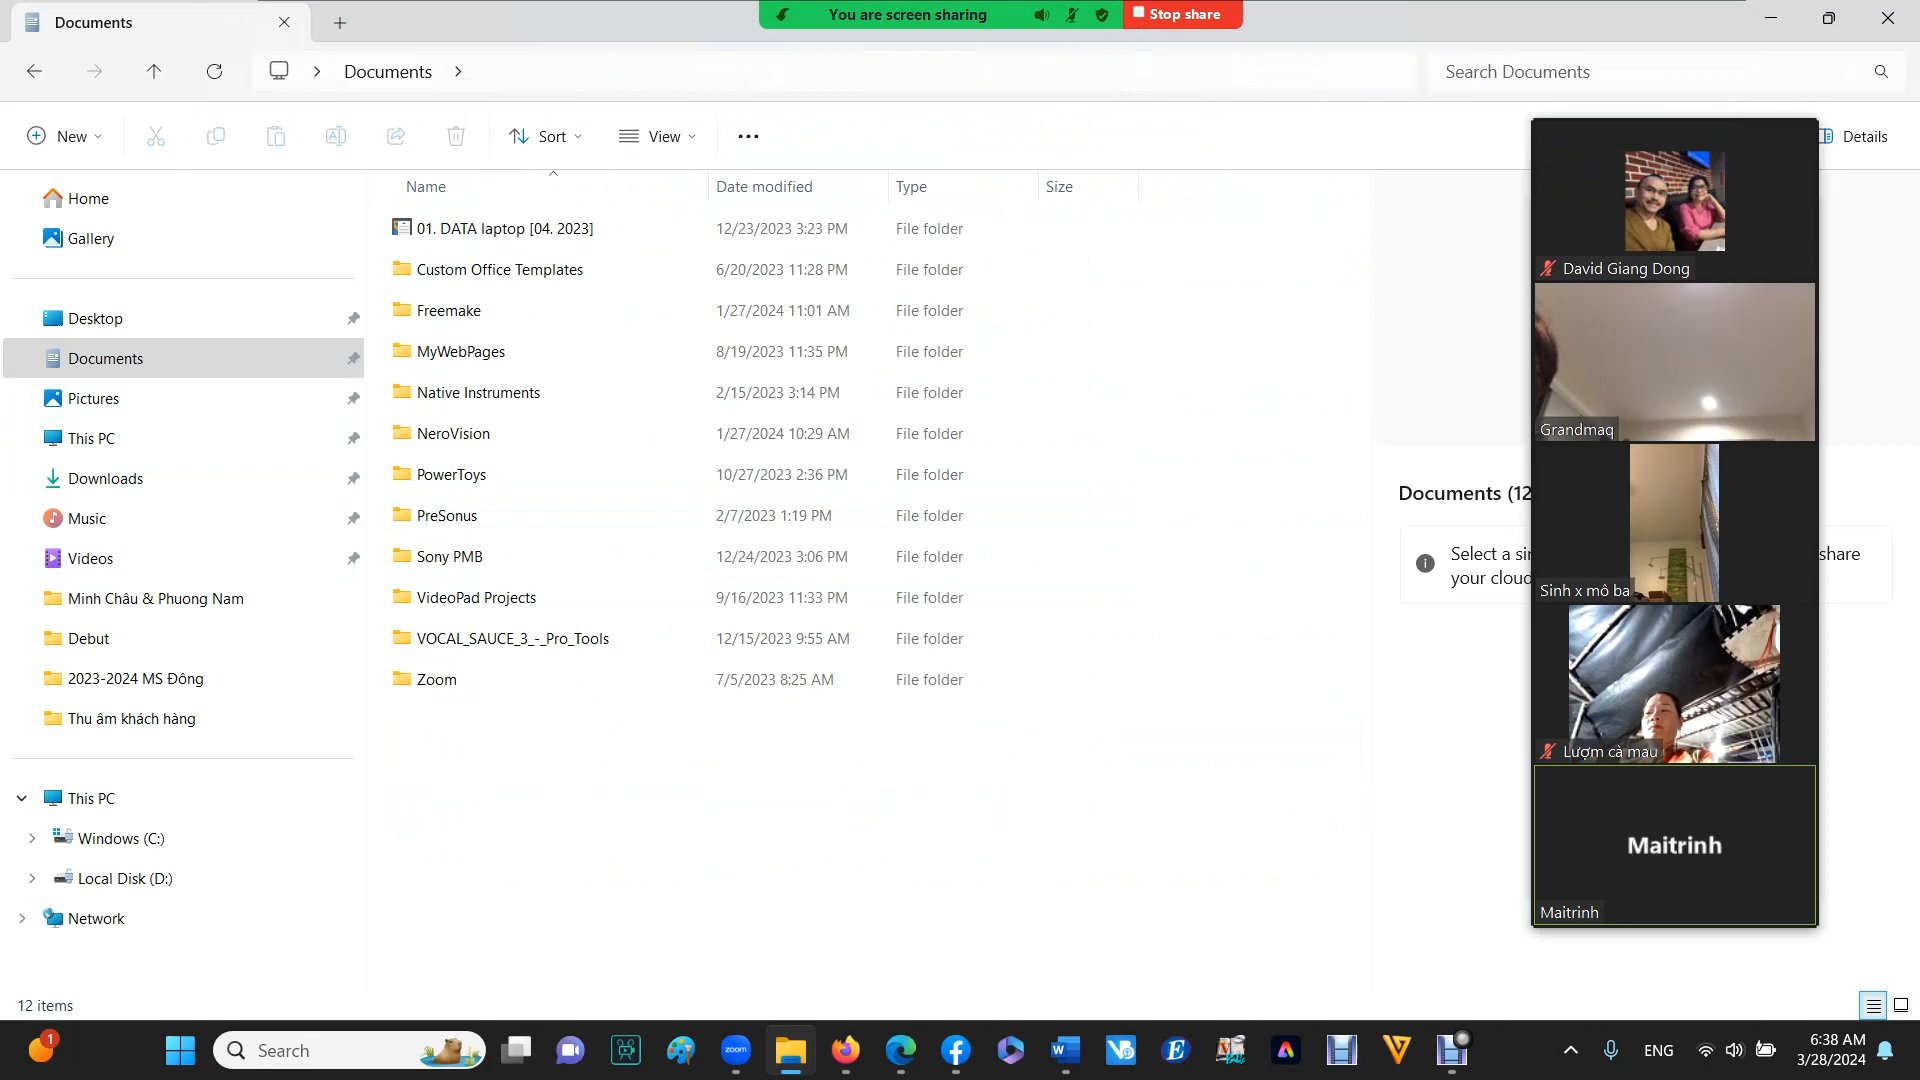 Documents
You are screen sharing
Stop share
Documents
Search Documents
New
Sort
View
Details
Name
Date modified
Type
Size
Home
Gallery
Desktop
Documents
Pictures
This PC
Downloads
Music
Videos
Minh Châu & Phuong Nam
Debut
2023-2024 MS Đông
Thu âm khách hàng
This PC
Windows (C:)
Local Disk (D:)
Network
01. DATA laptop [04. 2023] 12/23/2023 3:23 PM File folder
Custom Office Templates 6/20/2023 11:28 PM File folder
Freemake 1/27/2024 11:01 AM File folder
MyWebPages 8/19/2023 11:35 PM File folder
Native Instruments 2/15/2023 3:14 PM File folder
NeroVision 1/27/2024 10:29 AM File folder
PowerToys 10/27/2023 2:36 PM File folder
PreSonus 2/7/2023 1:19 PM File folder
Sony PMB 12/24/2023 3:06 PM File folder
VideoPad Projects 9/16/2023 11:33 PM File folder
VOCAL_SAUCE_3_-_Pro_Tools 12/15/2023 9:55 AM File folder
Zoom 7/5/2023 8:25 AM File folder
Documents (12
Select a sin share
your cloud
David Giang Dong
Grandmaq
Sinh x mô ba
Lượm cà mau
Maitrinh
Maitrinh
12 items
1
Search
zoom
ENG
6:38 AM
3/28/2024